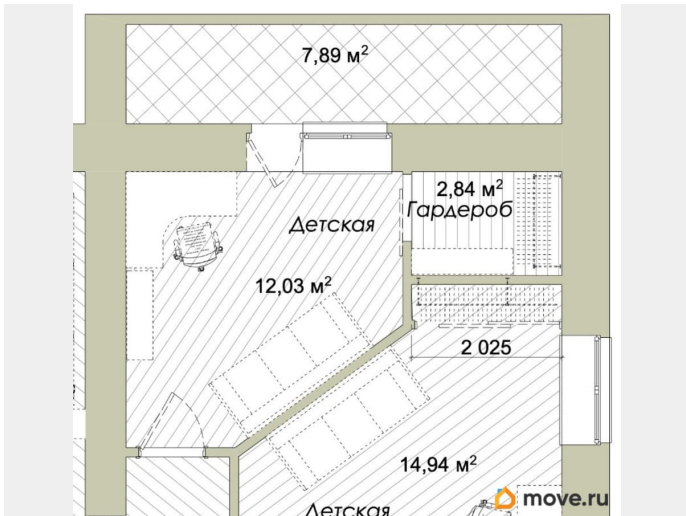 7,89 м²
2,84 м²
Гардероб
Детская
12,03 м²
2 025
14,94 м²
Детская
move.ru